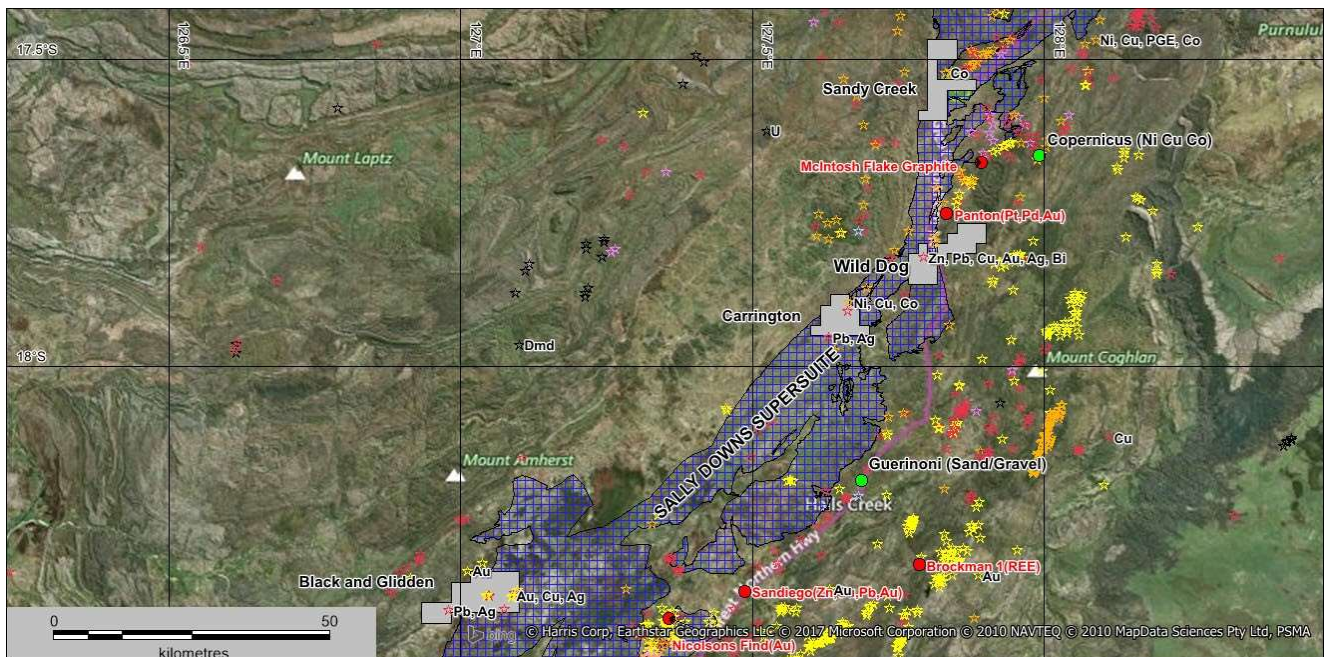 126.5°E
127°E
127.5°E
128°E
17.5°S
Ni, Cu, PGE, Co
Purnulul
Co
Sandy Creek
U
Copernicus (Ni Cu Co)
Mount Laptz
McIntosh Flake Graphite
Panton(Pt,Pd,Au)
Zn, Pb, Cu, Au, Ag, Bi
Wild Dog
Ni, Cu, Co
Carrington
Pb, Ag
Dmd
18°S
Mount Coghlan
SALLY DOWNS SUPERSUITE
Cu
Mount Amherst
Guerinoni (Sand/Gravel)
Halls Creek
Northern Hwy
Brockman 1(REE)
Au
Au
Black and Glidden
Au, Cu, Ag
Sandiego(Zn, ,Pb,Au)
Au
Pb, Ag
0
50
kilometres
bing
© Harris Corp, Earthstar Geographics LLC © 2017 Microsoft Corporation © 2010 NAVTEQ © 2010 MapData Sciences Pty Ltd, PSMA
Nicolsons Find(Au)